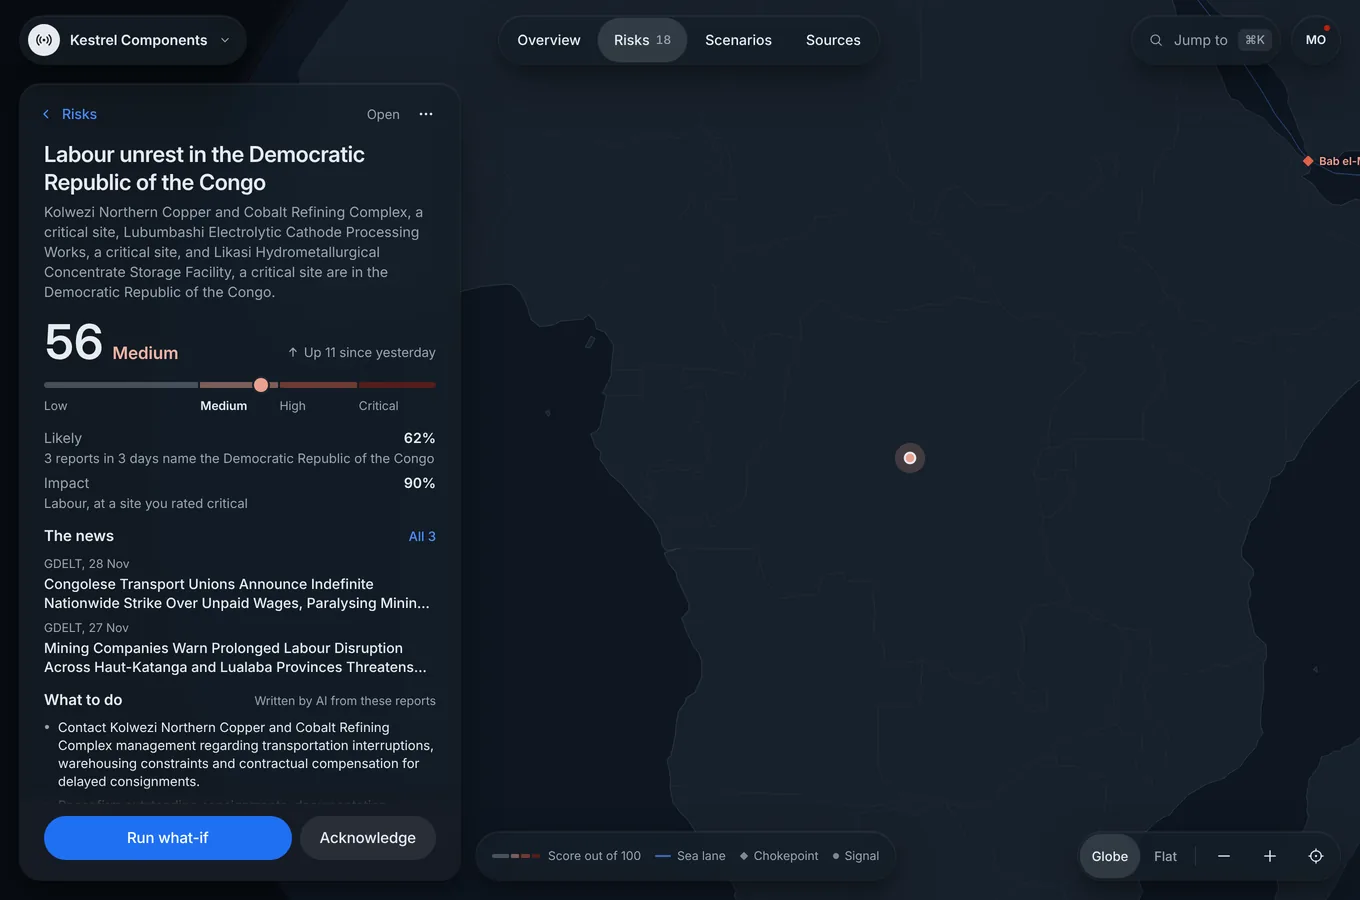 Kestrel Components
Overview
Risks 18
Scenarios
Sources
Jump to ⌘K
MO
Risks
Open
Labour unrest in the Democratic
Republic of the Congo
Kolwezi Northern Copper and Cobalt Refining Complex, a
critical site, Lubumbashi Electrolytic Cathode Processing
Works, a critical site, and Likasi Hydrometallurgical
Concentrate Storage Facility, a critical site are in the
Democratic Republic of the Congo.
56 Medium
↑ Up 11 since yesterday
Low
Medium
High
Critical
Likely 62%
3 reports in 3 days name the Democratic Republic of the Congo
Impact 90%
Labour, at a site you rated critical
The news All 3
GDELT, 28 Nov
Congolese Transport Unions Announce Indefinite
Nationwide Strike Over Unpaid Wages, Paralysing Minin…
GDELT, 27 Nov
Mining Companies Warn Prolonged Labour Disruption
Across Haut-Katanga and Lualaba Provinces Threatens…
What to do Written by AI from these reports
• Contact Kolwezi Northern Copper and Cobalt Refining
Complex management regarding transportation interruptions,
warehousing constraints and contractual compensation for
delayed consignments.
Run what-if
Acknowledge
Bab el-
Score out of 100
Sea lane
Chokepoint
Signal
Globe
Flat